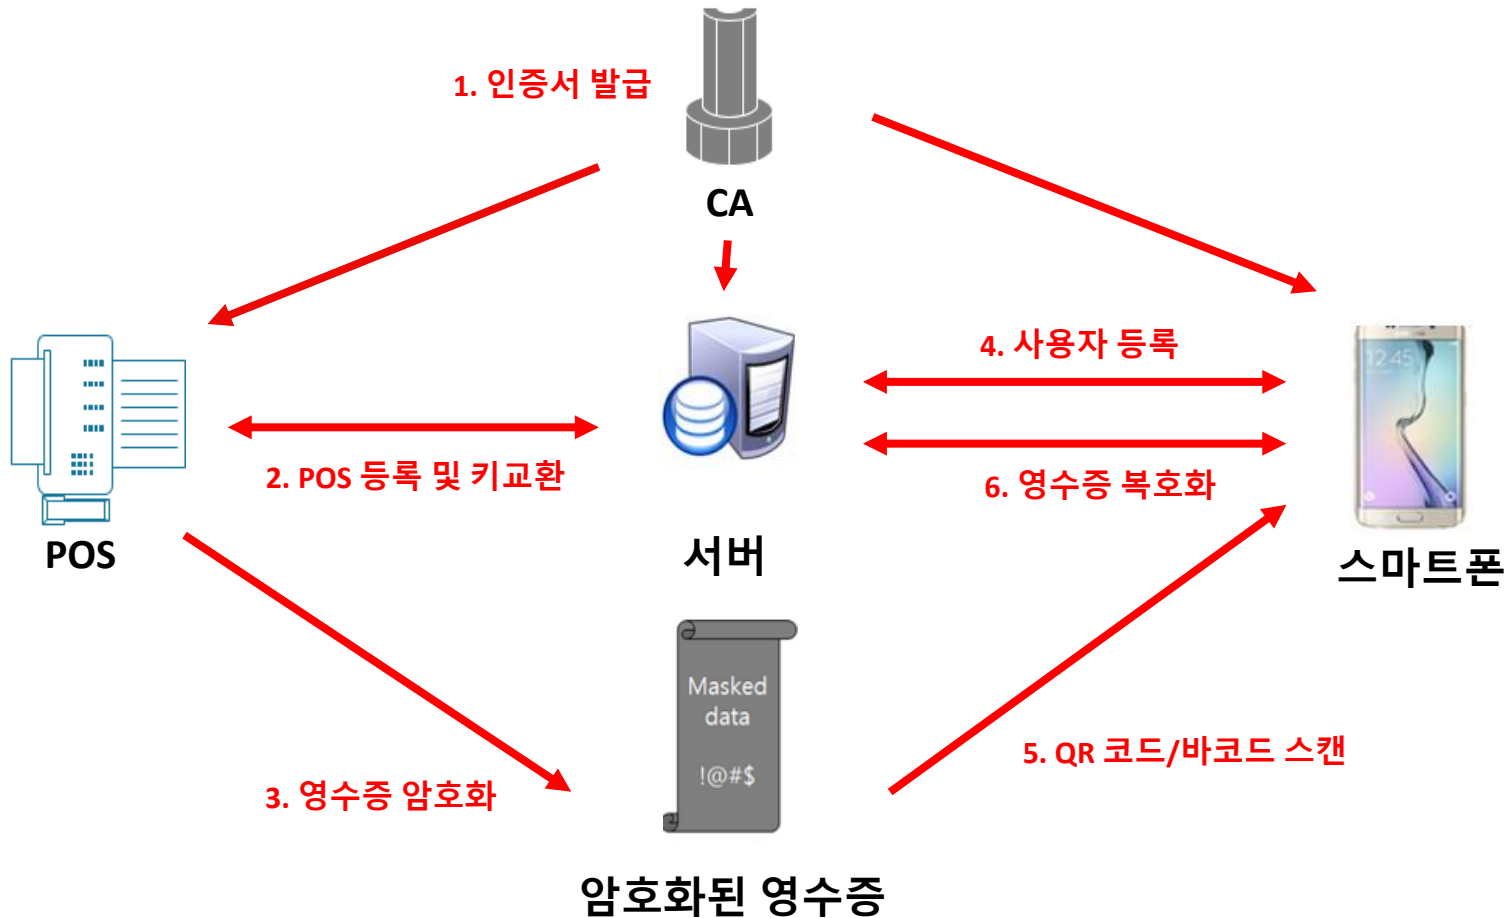 1. 인증서 발급
CA
4. 사용자 등록
12:45
2. POS 등록 및 키교환
6. 영수증 복호화
POS
서버
스마트폰
Masked
data
!@#$
3. 영수증 암호화
5. QR 코드/바코드 스캔
암호화된 영수증